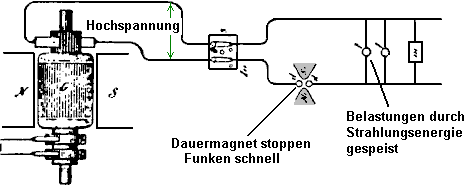 Hochspannung
N
S
Dauermagnet stoppen
Funken schnell
Belastungen durch
Strahlungsenergie
gespeist